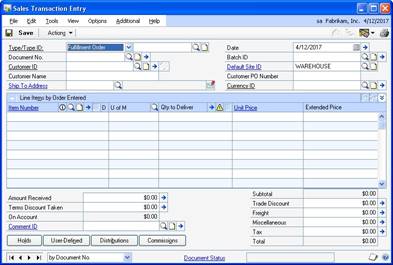 Sales Transaction Entry
File Edit Tools View Options Additional Help sa Fabrikam, Inc. 4/12/2017
Save Actions
Type/Type ID: Fulfillment Order Date 4/12/2017
Document No. Batch ID
Customer ID Default Site ID WAREHOUSE
Customer Name Customer PO Number
Ship To Address Currency ID
Line Items by Order Entered
Item Number D U of M Qty to Deliver Unit Price Extended Price
Amount Received $0.00 Subtotal $0.00
Terms Discount Taken $0.00 Trade Discount $0.00
On Account $0.00 Freight $0.00
Comment ID Miscellaneous $0.00
Tax $0.00
Holds User-Defined Distributions Commissions Total $0.00
by Document No. Document Status